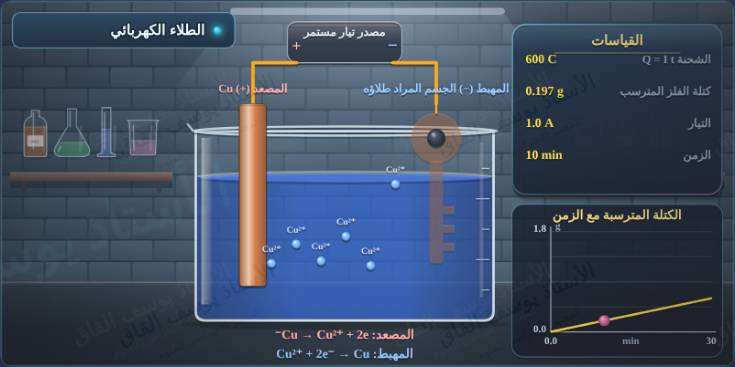 الطلاء الكهربائي
مصدر تيار مستمر
+ −
المصعد (+) Cu
المهبط (−) الجسم المراد طلاؤه
Cu²⁺
Cu²⁺
Cu²⁺
Cu²⁺
Cu²⁺
Cu²⁺
المصعد: Cu → Cu²⁺ + 2e⁻
المهبط: Cu²⁺ + 2e⁻ → Cu
القياسات
الشحنة Q = I t 600 C
كتلة الفلز المترسب 0.197 g
التيار 1.0 A
الزمن 10 min
الكتلة المترسبة مع الزمن
1.8
g
0.0
0.0 min 30